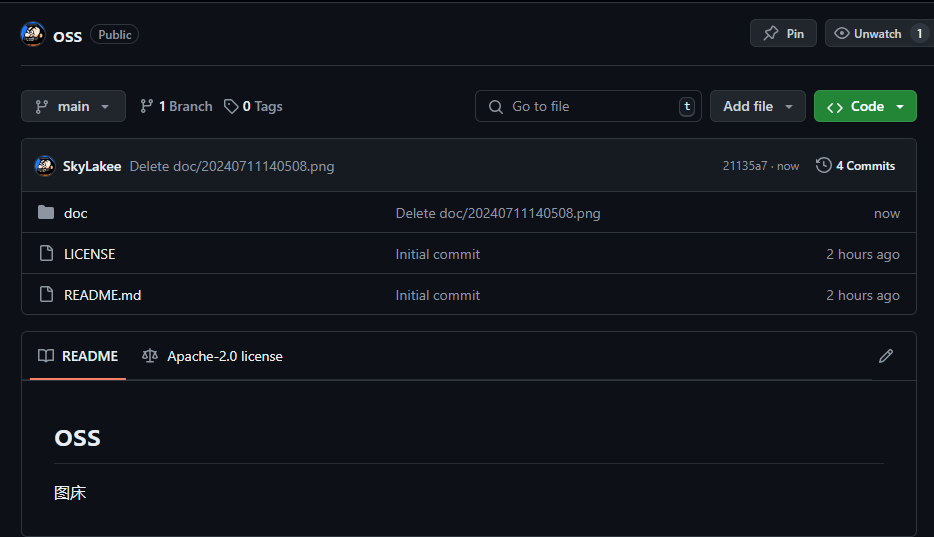 oss Public Pin Unwatch 1
main 1 Branch 0 Tags Go to file t Add file Code
SkyLakee Delete doc/20240711140508.png 21135a7 · now 4 Commits
doc Delete doc/20240711140508.png now
LICENSE Initial commit 2 hours ago
README.md Initial commit 2 hours ago
README Apache-2.0 license
oss
图床